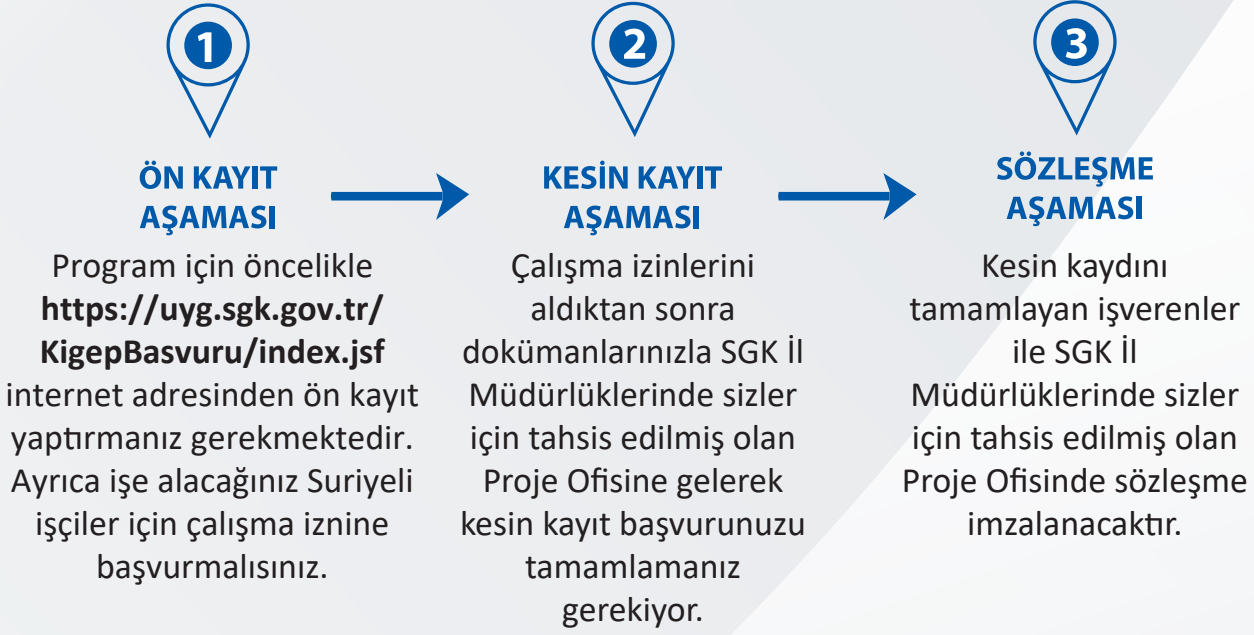 1
ÖN KAYIT
AŞAMASI
Program için öncelikle
https://uyg.sgk.gov.tr/
KigepBasvuru/index.jsf
internet adresinden ön kayıt
yaptırmanız gerekmektedir.
Ayrıca işe alacağınız Suriyeli
işçiler için çalışma iznine
başvurmalısınız.
2
KESİN KAYIT
AŞAMASI
Çalışma izinlerini
aldıktan sonra
dokümanlarınızla SGK İl
Müdürlüklerinde sizler
için tahsis edilmiş olan
Proje Ofisine gelerek
kesin kayıt başvurunuzu
tamamlamanız
gerekiyor.
3
SÖZLEŞME
AŞAMASI
Kesin kaydını
tamamlayan işverenler
ile SGK İl
Müdürlüklerinde sizler
için tahsis edilmiş olan
Proje Ofisinde sözleşme
imzalanacaktır.